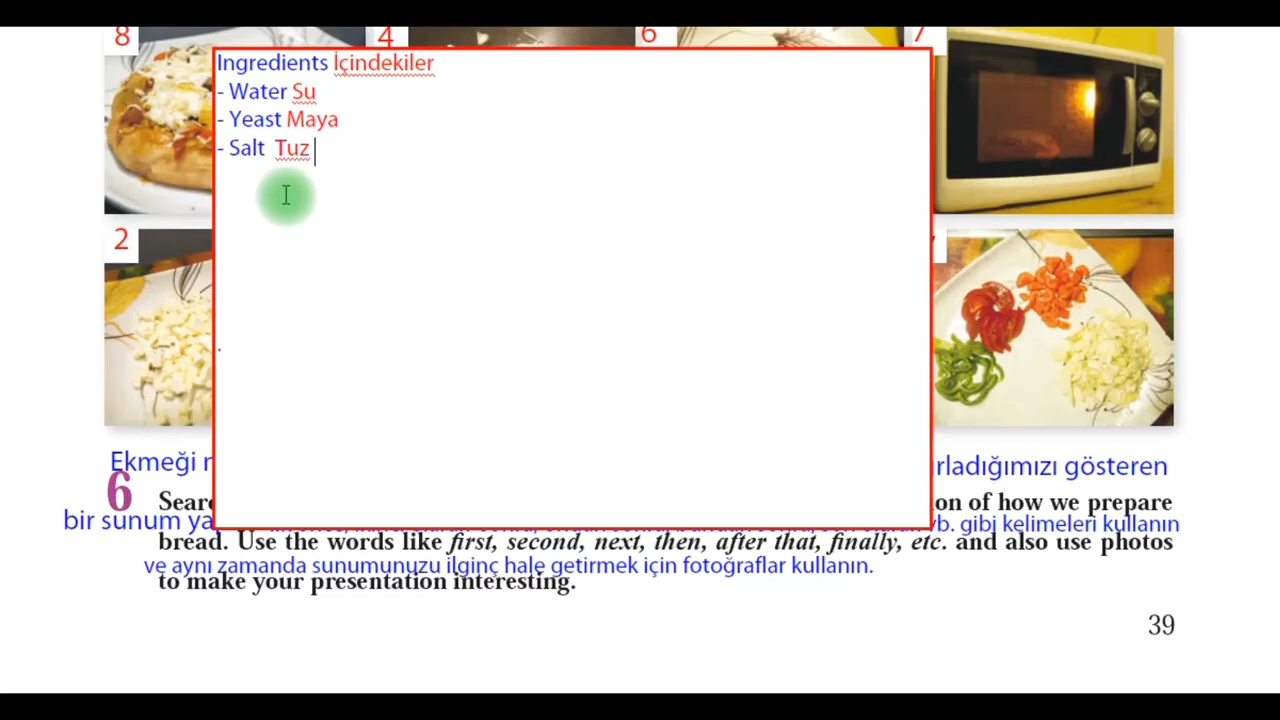 8
4
6
7
Ingredients İçindekiler
- Water Su
- Yeast Maya
- Salt Tuz
2
Ekmeği
rladığımızı gösteren
6
Sear
on of how we prepare
bir sunum ya
vb. gibi kelimeleri kullanın
bread. Use the words like first, second, next, then, after that, finally, etc. and also use photos
ve aynı zamanda sunumunuzu ilginç hale getirmek için fotoğraflar kullanın.
to make your presentation interesting.
39